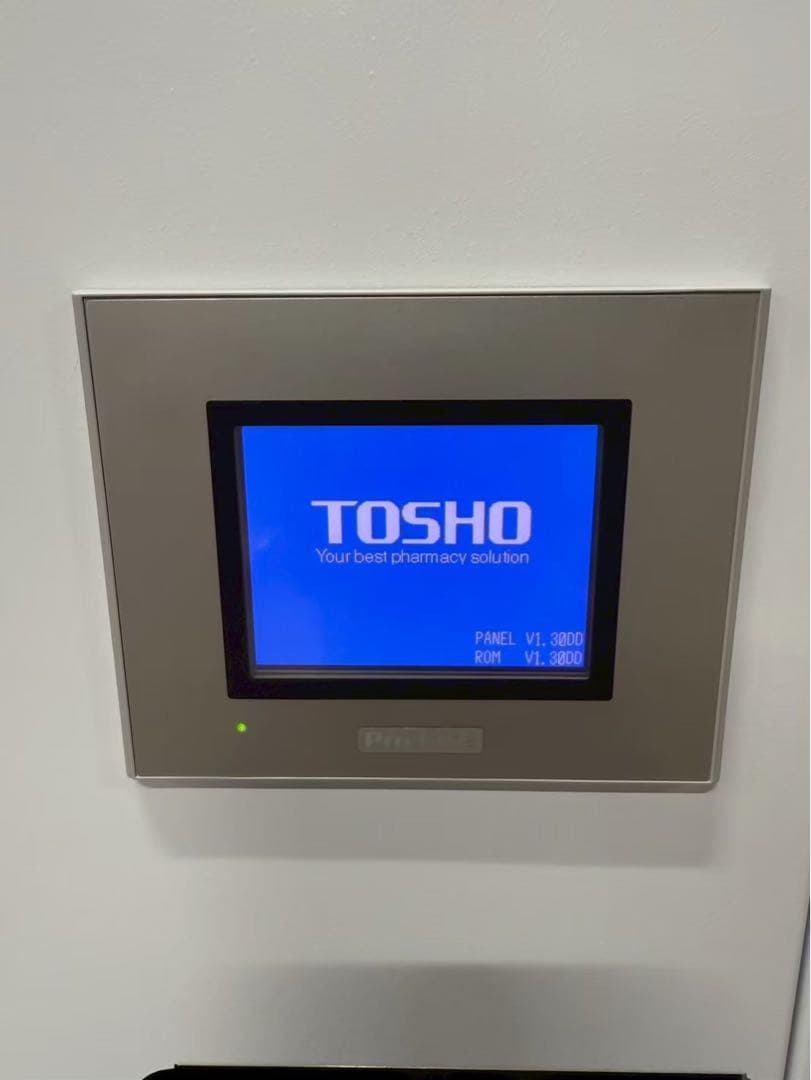 TOSHO
Your best pharmacy solution
PANEL V1.30DD
ROM V1.30DD